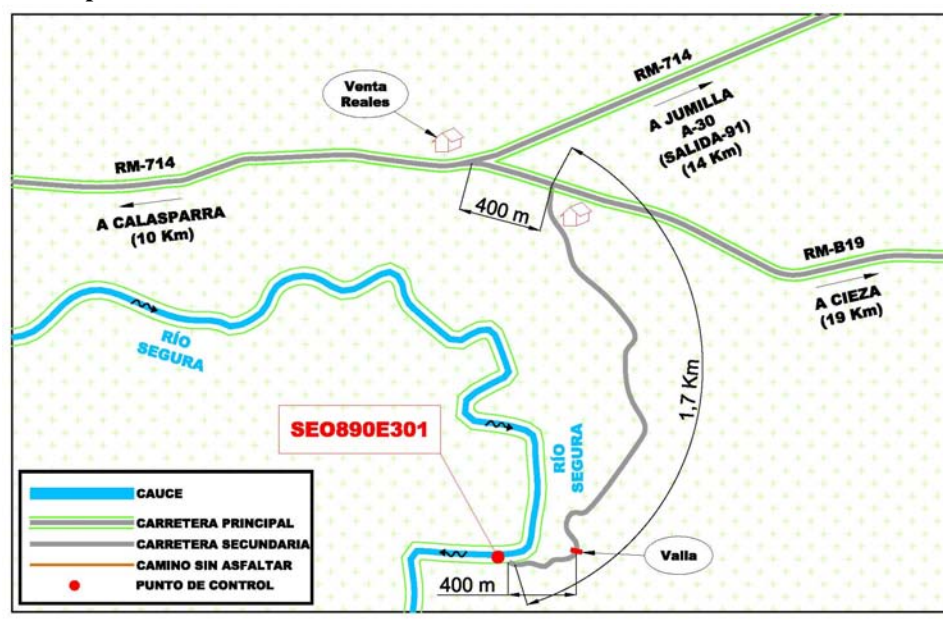 RM-714
A JUMILLA
A-30
(SALIDA-91)
(14 Km)
Venta
Reales
RM-714
A CALASPARRA
(10 Km)
400 m
RM-B19
A CIEZA
(19 Km)
RÍO
SEGURA
1,7 Km
SEO890E301
RÍO
SEGURA
Valla
400 m
CAUCE
CARRETERA PRINCIPAL
CARRETERA SECUNDARIA
CAMINO SIN ASFALTAR
PUNTO DE CONTROL